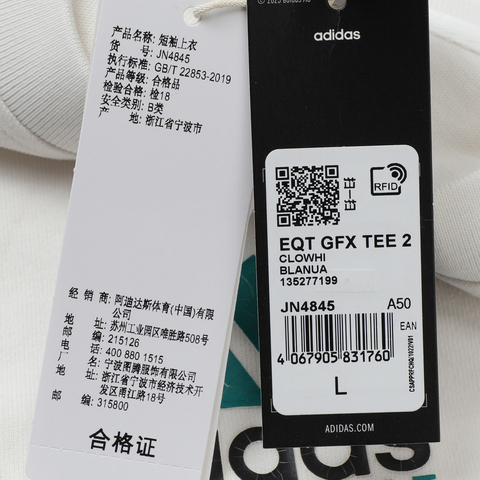 产品名称: 短袖上衣
货 号: JN4845
执行标准: GB/T 22853-2019
产品等级: 合格品
检验合格: 检18
安全类别: B类
产 地: 浙江省宁波市
经 销 商: 阿迪达斯体育(中国)有限
公司
地 址: 苏州工业园区唯胜路508号
邮 编: 215126
电 话: 400 880 1515
厂 名: 宁波图腾服饰有限公司
地 址: 浙江省宁波市经济技术开
发区甬江路18号
邮 编: 315800
合格证
adidas
RFID
EQT GFX TEE 2
CLOWHI
BLANUA
135277199
JN4845 A50
EAN
4 067905 831760
L
ADIDAS.COM
adidas